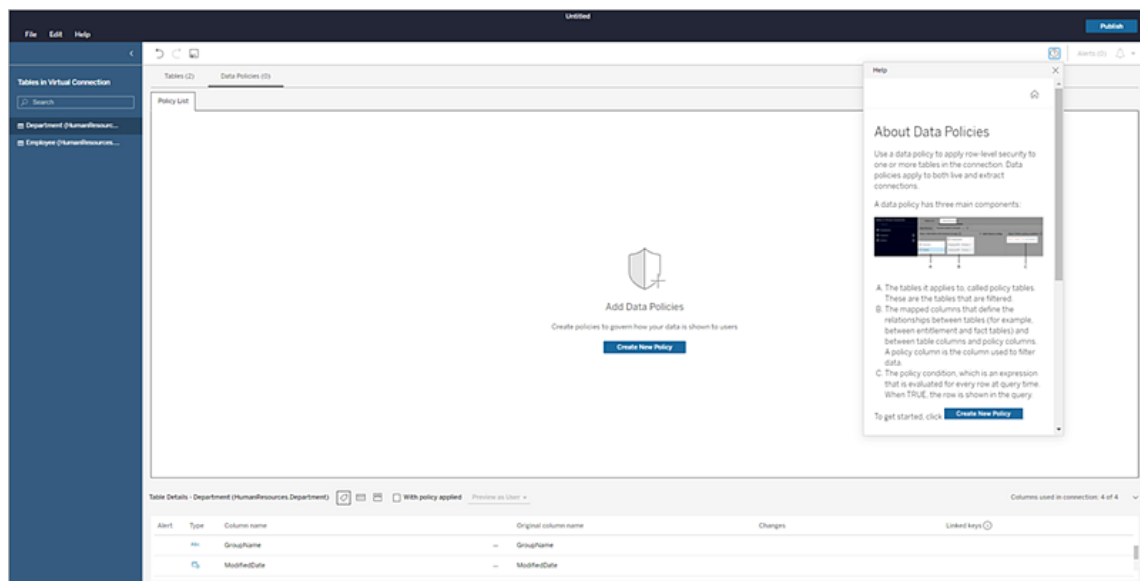 Untitled
File Edit Help
Publish
Alerts (0)
Tables in Virtual Connection
Search
Department (HumanResourc...
Employee (HumanResources....
Tables (2) Data Policies (0)
Policy List
Add Data Policies
Create policies to govern how your data is shown to users
Create New Policy
Help
About Data Policies
Use a data policy to apply row-level security to
one or more tables in the connection. Data
policies apply to both live and extract
connections.
A data policy has three main components:
A B C
A. The tables it applies to, called policy tables.
These are the tables that are filtered.
B. The mapped columns that define the
relationships between tables (for example,
between entitlement and fact tables) and
between table columns and policy columns.
A policy column is the column used to filter
data.
C. The policy condition, which is an expression
that is evaluated for every row at query time.
When TRUE, the row is shown in the query.
To get started, click Create New Policy
Table Details - Department (HumanResources.Department) With policy applied Preview as User Columns used in connection: 4 of 4
Alert Type Column name Original column name Changes Linked keys
Abc GroupName GroupName
ModifiedDate ModifiedDate